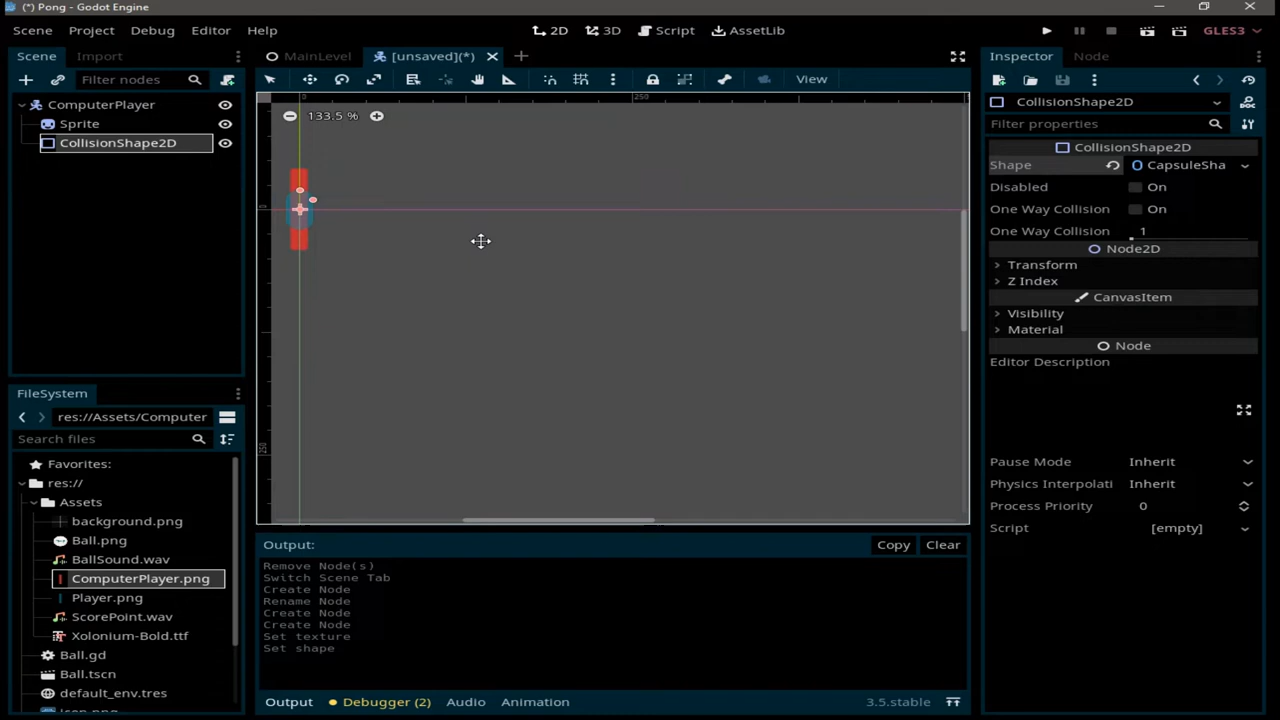 (*) Pong - Godot Engine
Scene Project Debug Editor Help
2D 3D Script AssetLib
GLES3
Scene Import
MainLevel [unsaved](*)
Inspector Node
Filter nodes
View
ComputerPlayer
Sprite
CollisionShape2D
0 250
133.5 %
0
250
CollisionShape2D
Filter properties
CollisionShape2D
Shape CapsuleSha
Disabled On
One Way Collision On
One Way Collision 1
Node2D
Transform
Z Index
CanvasItem
Visibility
Material
Node
Editor Description
Pause Mode Inherit
Physics Interpolati Inherit
Process Priority 0
Script [empty]
FileSystem
res://Assets/Computer
Search files
Favorites:
res://
Assets
background.png
Ball.png
BallSound.wav
ComputerPlayer.png
Player.png
ScorePoint.wav
Xolonium-Bold.ttf
Ball.gd
Ball.tscn
default_env.tres
icon.png
Output: Copy Clear
Remove Node(s)
Switch Scene Tab
Create Node
Rename Node
Create Node
Create Node
Set texture
Set shape
Output Debugger (2) Audio Animation 3.5.stable